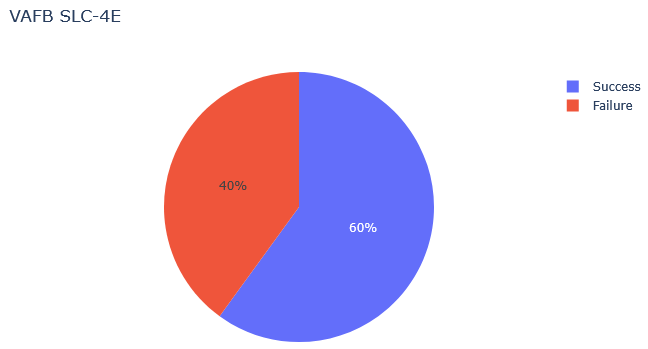 VAFB SLC-4E
Success
Failure
40%
60%